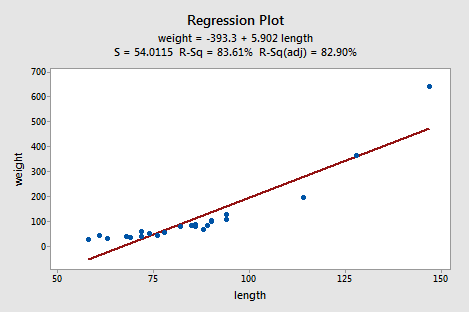 Regression Plot
weight = -393.3 + 5.902 length
S = 54.0115 R-Sq = 83.61% R-Sq(adj) = 82.90%
700
600
500
400
300
200
100
0
weight
50 75 100 125 150
length